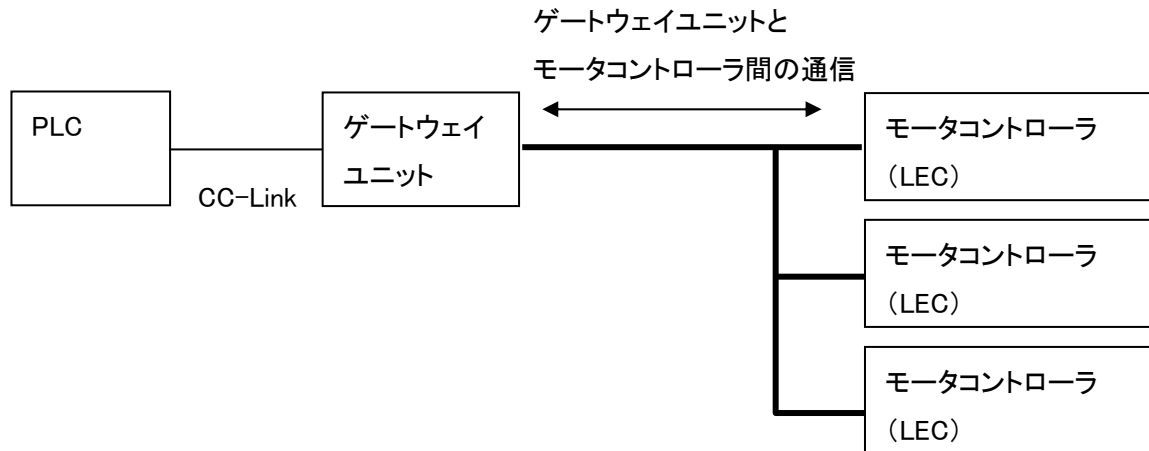 ゲートウェイユニットと
モータコントローラ間の通信
PLC
CC-Link
ゲートウェイ
ユニット
モータコントローラ
（LEC）
モータコントローラ
（LEC）
モータコントローラ
（LEC）